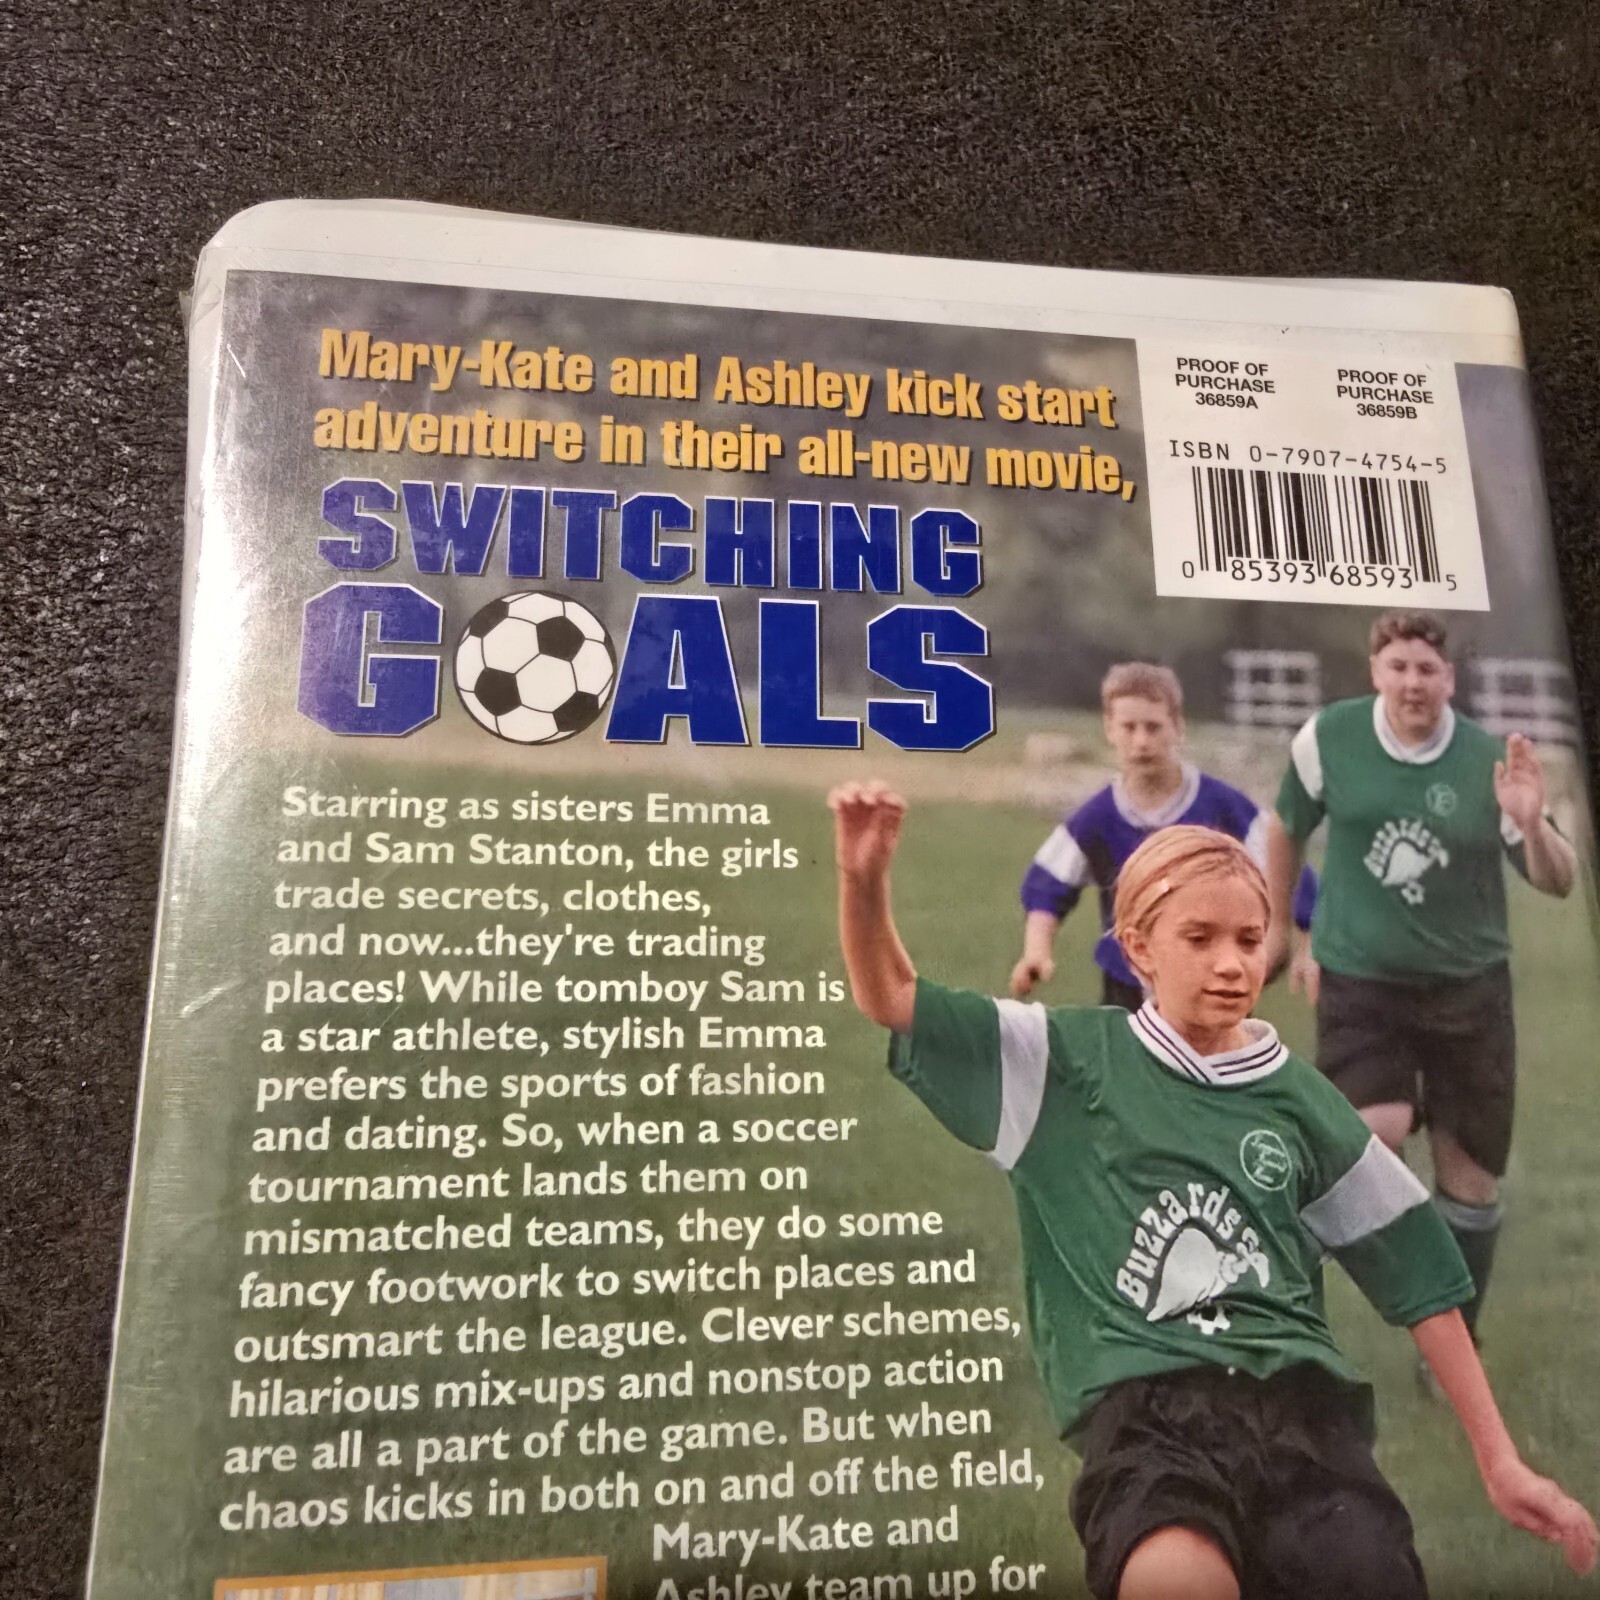 Mary-Kate and Ashley kick start
adventure in their all-new movie,
SWITCHING
GOALS
PROOF OF
PURCHASE
36859A
PROOF OF
PURCHASE
36859B
ISBN 0-7907-4754-5
0 85393 68593 5
Starring as sisters Emma
and Sam Stanton, the girls
trade secrets, clothes,
and now...they're trading
places! While tomboy Sam is
a star athlete, stylish Emma
prefers the sports of fashion
and dating. So, when a soccer
tournament lands them on
mismatched teams, they do some
fancy footwork to switch places and
outsmart the league. Clever schemes,
hilarious mix-ups and nonstop action
are all a part of the game. But when
chaos kicks in both on and off the field,
Mary-Kate and
Ashley team up for
Buzzards
Buzzards